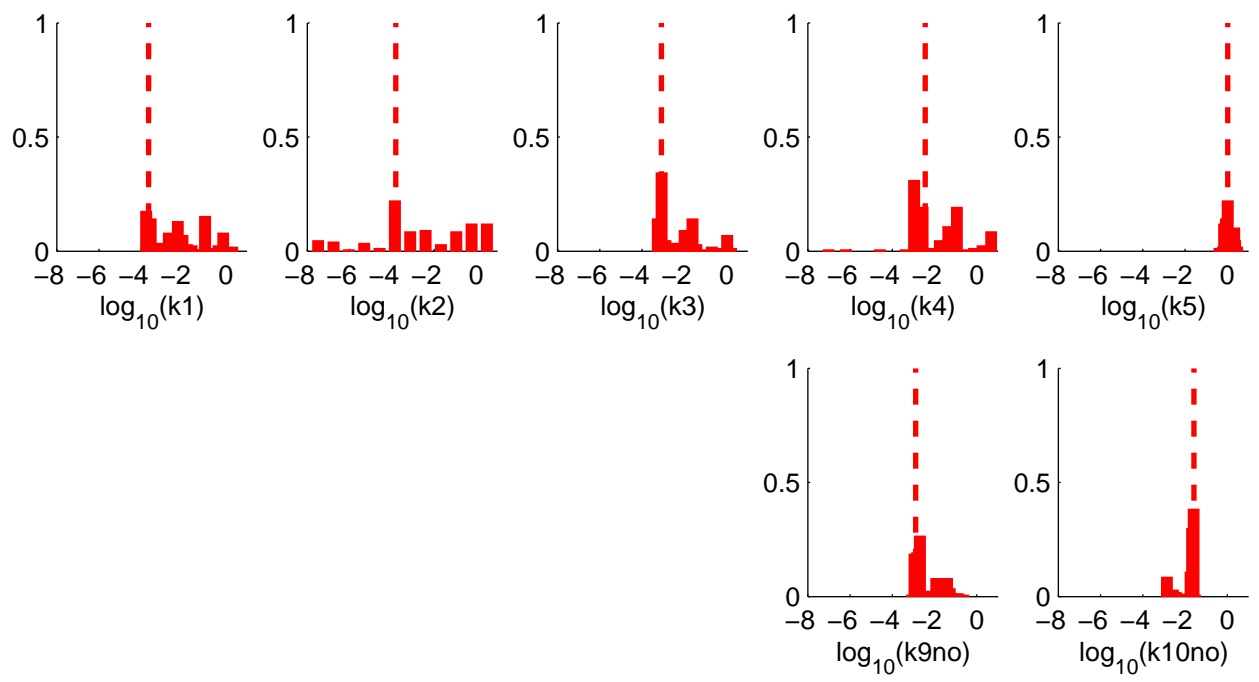 1 1 1 1 1
0.5 0.5 0.5 0.5 0.5
0 0 0 0 0
−8 −6 −4 −2 0 −8 −6 −4 −2 0 −8 −6 −4 −2 0 −8 −6 −4 −2 0 −8 −6 −4 −2 0
log10(k1) log10(k2) log10(k3) log10(k4) log10(k5)
1 1
0.5 0.5
0 0
−8 −6 −4 −2 0 −8 −6 −4 −2 0
log10(k9no) log10(k10no)